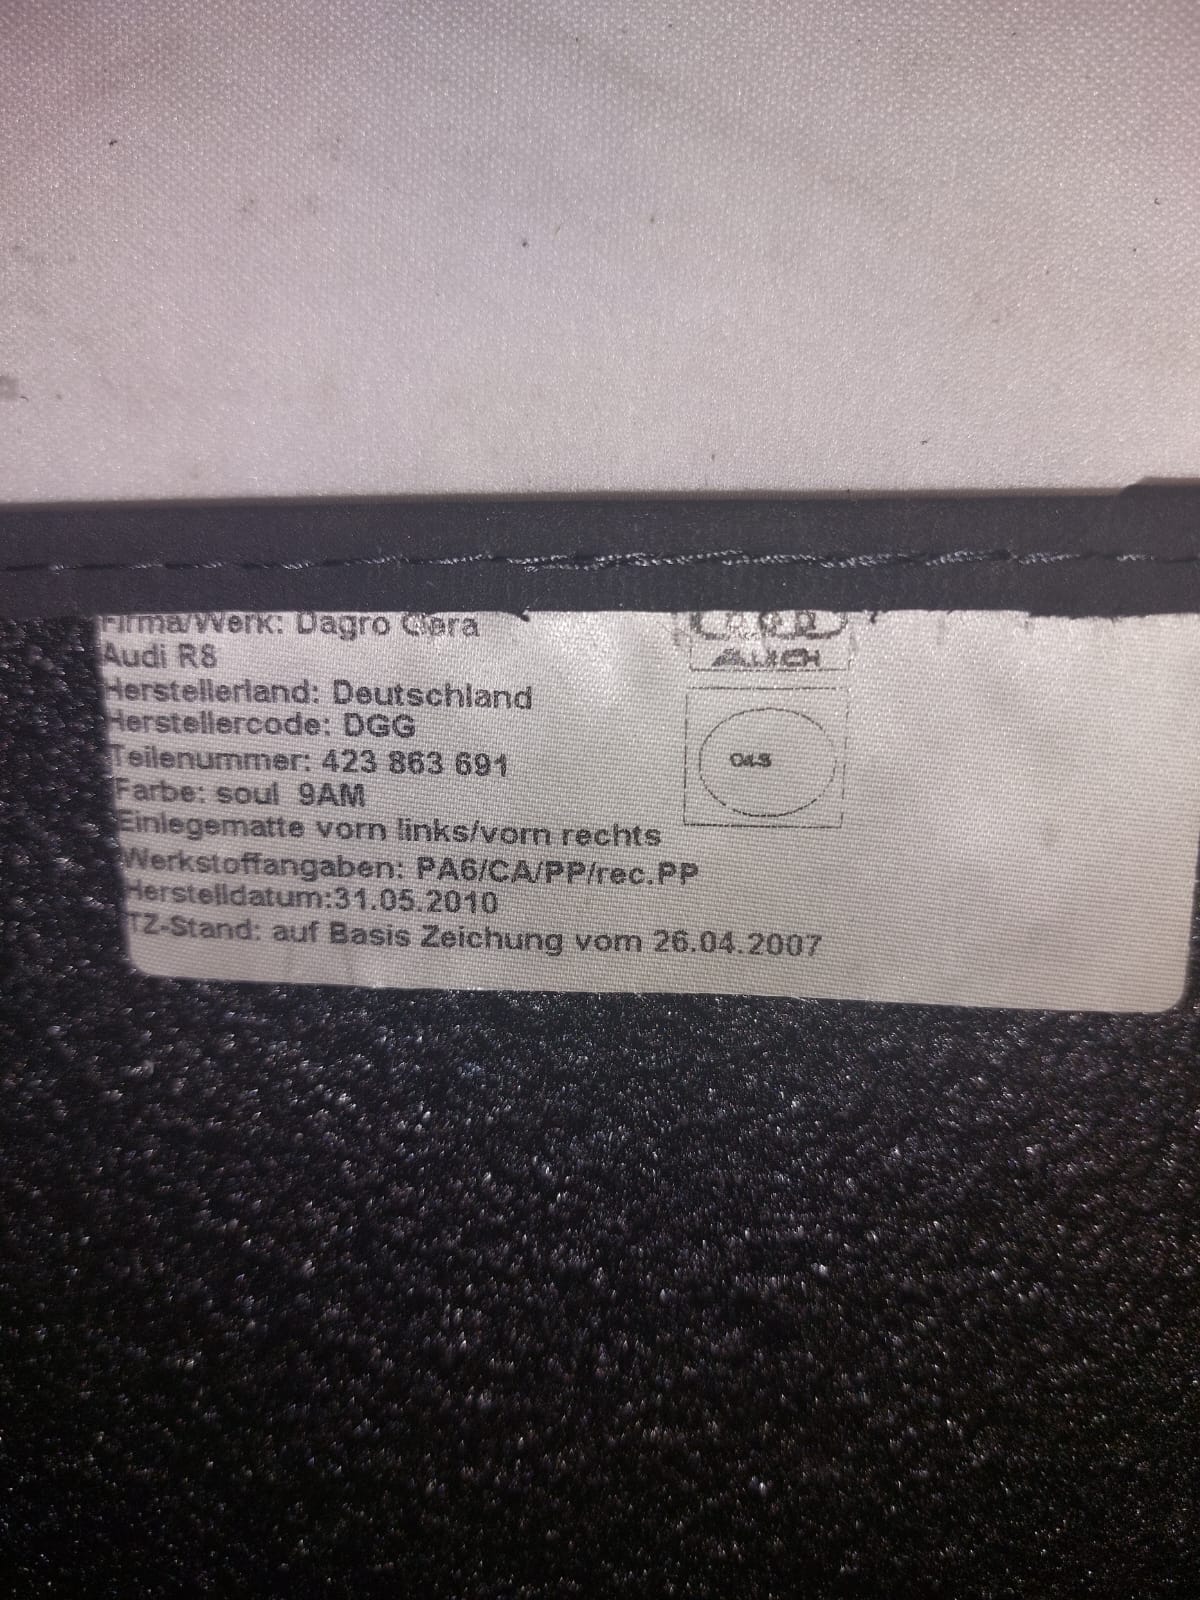 Firma/Werk: Dagro Gera
Audi R8
Herstellerland: Deutschland
Herstellercode: DGG
Teilenummer: 423 863 691
Farbe: soul 9AM
Einlegematte vorn links/vorn rechts
Werkstoffangaben: PA6/CA/PP/rec.PP
Herstelldatum:31.05.2010
TZ-Stand: auf Basis Zeichung vom 26.04.2007